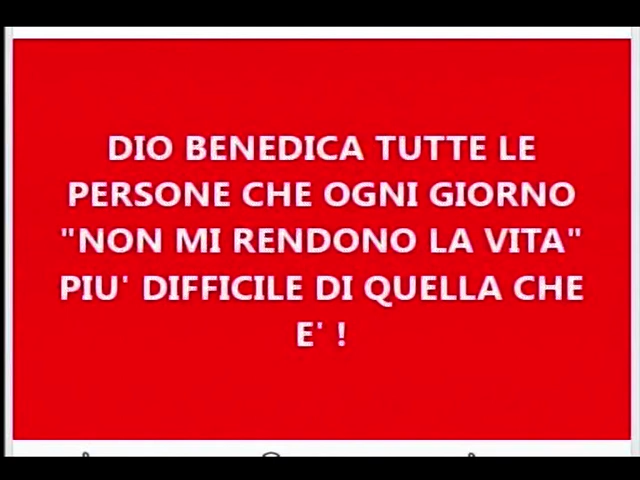 DIO BENEDICA TUTTE LE
PERSONE CHE OGNI GIORNO
"NON MI RENDONO LA VITA"
PIU' DIFFICILE DI QUELLA CHE
E' !